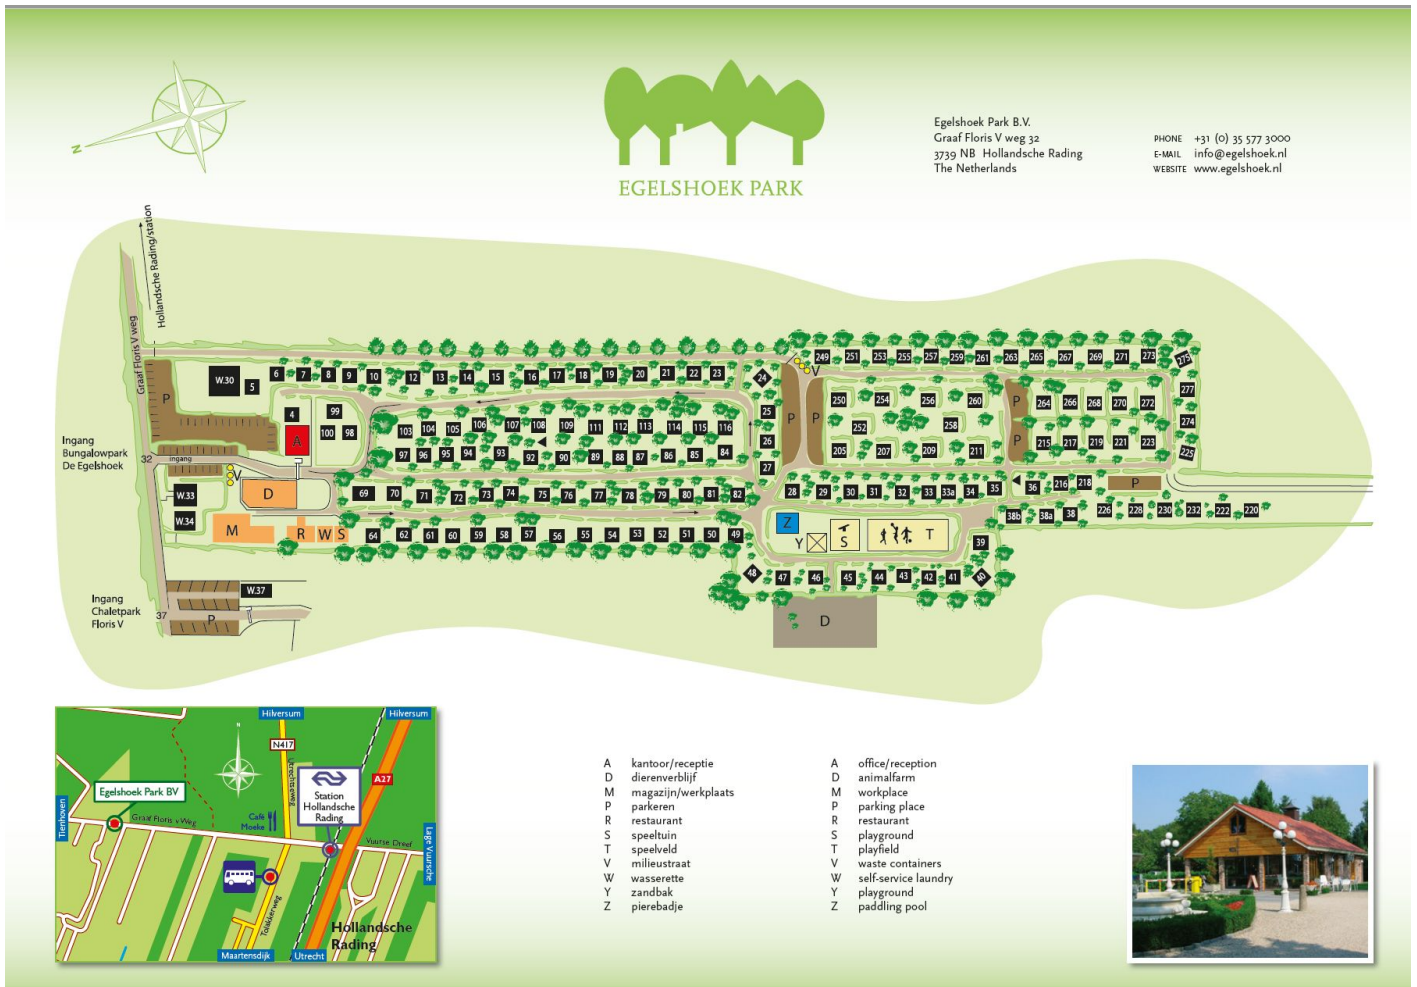 N
EGELSHOEK PARK
Egelshoek Park B.V.
Graaf Floris V weg 32
3739 NB Hollandsche Rading
The Netherlands
PHONE +31 (0) 35 577 3000
E-MAIL info@egelshoek.nl
WEBSITE www.egelshoek.nl
Hollandsche Rading/station
Graaf Floris V weg
Ingang
Bungalowpark
De Egelshoek
32
ingang
Ingang
Chaletpark
Floris V
37
P
W.30
5
6 7 8 9 10 12 13 14 15 16 17 18 19 20 21 22 23
24
4
A
99
100 98
103 104 105 106 107 108 109 111 112 113 114 115 116
97 96 95 94 93 92 90 89 88 87 86 85 84
25
26
27
V
W.33
W.34
D
M
R W S
69 70 71 72 73 74 75 76 77 78 79 80 81 82
64 62 61 60 59 58 57 56 55 54 53 52 51 50 49
W.37
P
249 251 253 255 257 259 261 263 265 267 269 271 273 275
V
P P
250 254 256 260
252 258
205 207 209 211
P
P
264 266 268 270 272
215 217 219 221 223
277
274
225
28 29 30 31 32 33 33a 34 35
36 216 218
P
38b 38a 38
226 228 230 232 222 220
Z
Y
S
T
39
48 47 46 45 44 43 42 41 40
D
Hilversum
Hilversum
N
N417
Utrechtseweg
A27
Egelshoek Park BV
Station
Hollandsche
Rading
Tienhoven
Graaf Floris v Weg
Café
Moeke
Vuurse Dreef
Lage Vuursche
Tolakkerweg
Hollandsche
Rading
Maartensdijk
Utrecht
A kantoor/receptie
D dierenverblijf
M magazijn/werkplaats
P parkeren
R restaurant
S speeltuin
T speelveld
V milieustraat
W wasserette
Y zandbak
Z pierebadje
A office/reception
D animalfarm
M workplace
P parking place
R restaurant
S playground
T playfield
V waste containers
W self-service laundry
Y playground
Z paddling pool